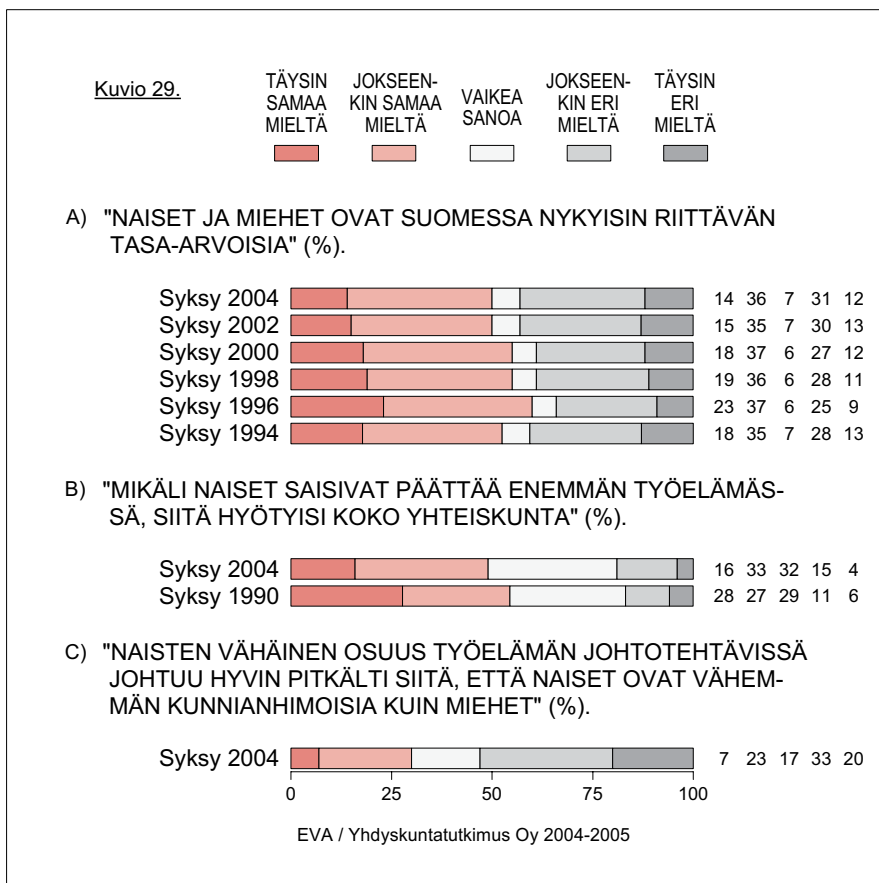 Kuvio 29.
TÄYSIN SAMAA MIELTÄ
JOKSEEN-KIN SAMAA MIELTÄ
VAIKEA SANOA
JOKSEEN-KIN ERI MIELTÄ
TÄYSIN ERI MIELTÄ
A) "NAISET JA MIEHET OVAT SUOMESSA NYKYISIN RIITTÄVÄN
TASA-ARVOISIA" (%).
Syksy 2004 14 36 7 31 12
Syksy 2002 15 35 7 30 13
Syksy 2000 18 37 6 27 12
Syksy 1998 19 36 6 28 11
Syksy 1996 23 37 6 25 9
Syksy 1994 18 35 7 28 13
B) "MIKÄLI NAISET SAISIVAT PÄÄTTÄÄ ENEMMÄN TYÖELÄMÄS-
SÄ, SIITÄ HYÖTYISI KOKO YHTEISKUNTA" (%).
Syksy 2004 16 33 32 15 4
Syksy 1990 28 27 29 11 6
C) "NAISTEN VÄHÄINEN OSUUS TYÖELÄMÄN JOHTOTEHTÄVISSÄ
JOHTUU HYVIN PITKÄLTI SIITÄ, ETTÄ NAISET OVAT VÄHEM-
MÄN KUNNIANHIMOISIA KUIN MIEHET" (%).
Syksy 2004 7 23 17 33 20
0 25 50 75 100
EVA / Yhdyskuntatutkimus Oy 2004-2005